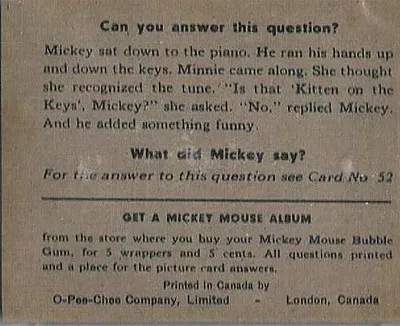 Can you answer this question?
Mickey sat down to the piano. He ran his hands up
and down the keys. Minnie came along. She thought
she recognized the tune. "Is that 'Kitten on the
Keys', Mickey?" she asked. "No," replied Mickey.
And he added something funny.
What did Mickey say?
For the answer to this question see Card No 52
GET A MICKEY MOUSE ALBUM
from the store where you buy your Mickey Mouse Bubble
Gum, for 5 wrappers and 5 cents. All questions printed
and a place for the picture card answers.
Printed in Canada by
O-Pee-Chee Company, Limited - London, Canada